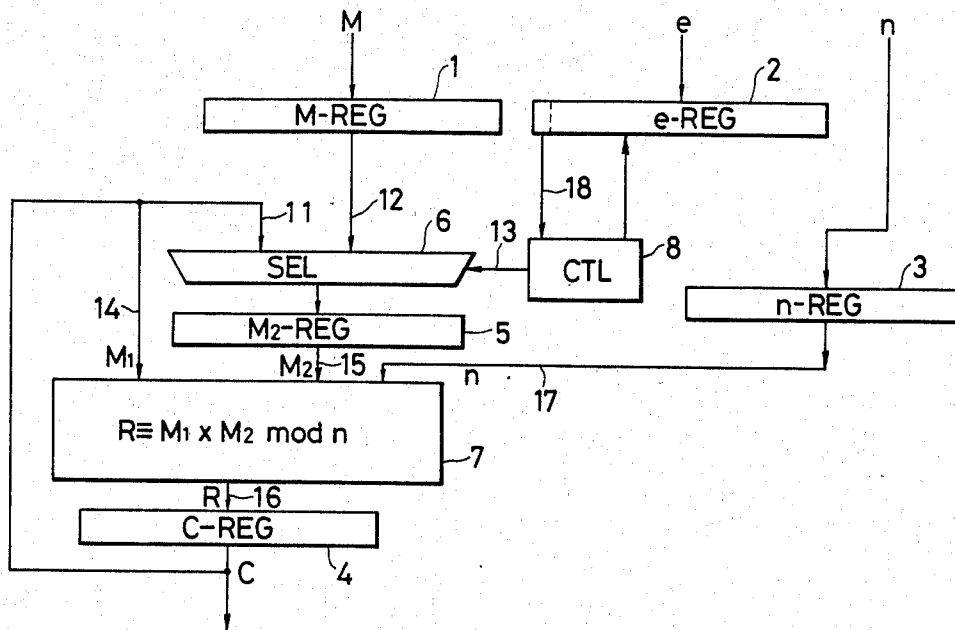 M
e
n
1
2
M-REG
e-REG
11
12
18
6
13
8
3
SEL
CTL
n-REG
14
M₂-REG
5
M₁
M₂
15
n
17
R≡ M₁ x M₂ mod n
7
R
16
C-REG
4
C